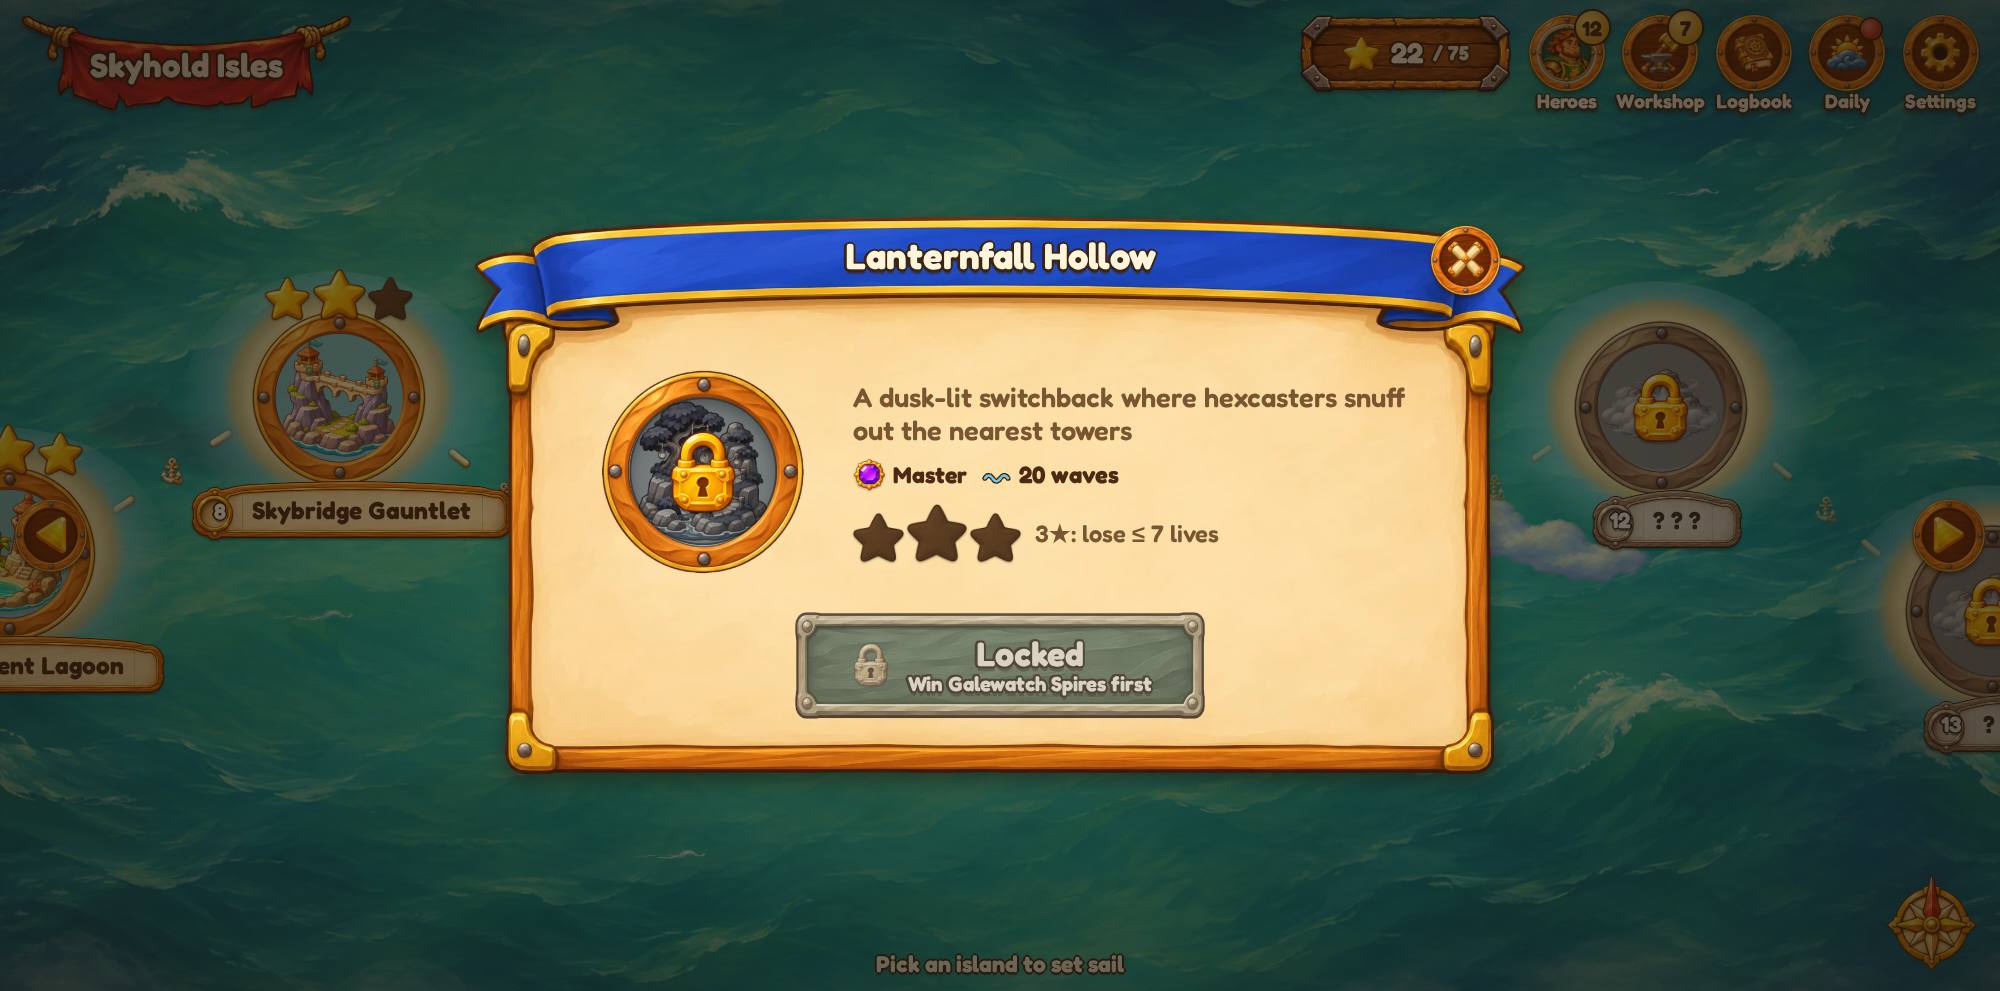 Skyhold Isles
22 / 75
12
Heroes
7
Workshop
Logbook
Daily
Settings
Lanternfall Hollow
A dusk-lit switchback where hexcasters snuff
out the nearest towers
Master
20 waves
3★: lose ≤ 7 lives
Locked
Win Galewatch Spires first
8
Skybridge Gauntlet
ent Lagoon
12
? ? ?
13
?
Pick an island to set sail